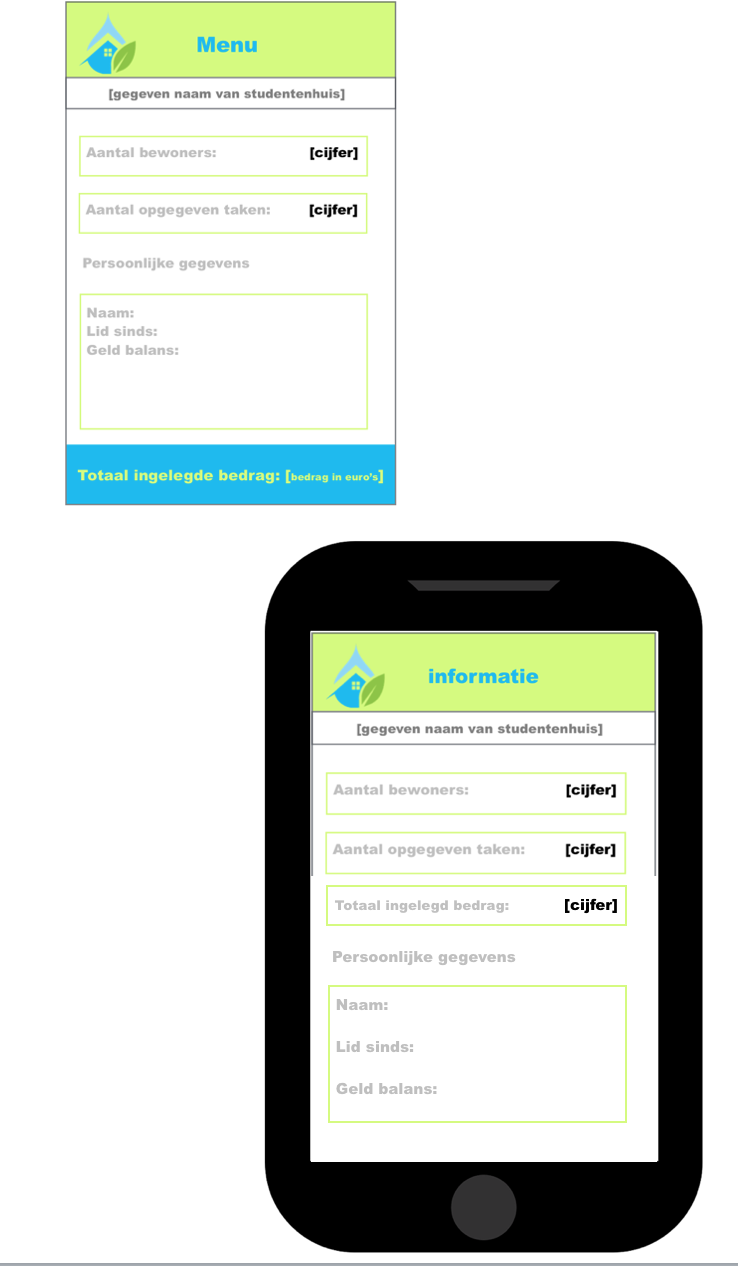 Menu
[gegeven naam van studentenhuis]
Aantal bewoners: [cijfer]
Aantal opgegeven taken: [cijfer]
Persoonlijke gegevens
Naam:
Lid sinds:
Geld balans:
Totaal ingelegde bedrag: [bedrag in euro's]
informatie
[gegeven naam van studentenhuis]
Aantal bewoners: [cijfer]
Aantal opgegeven taken: [cijfer]
Totaal ingelegd bedrag: [cijfer]
Persoonlijke gegevens
Naam:
Lid sinds:
Geld balans: